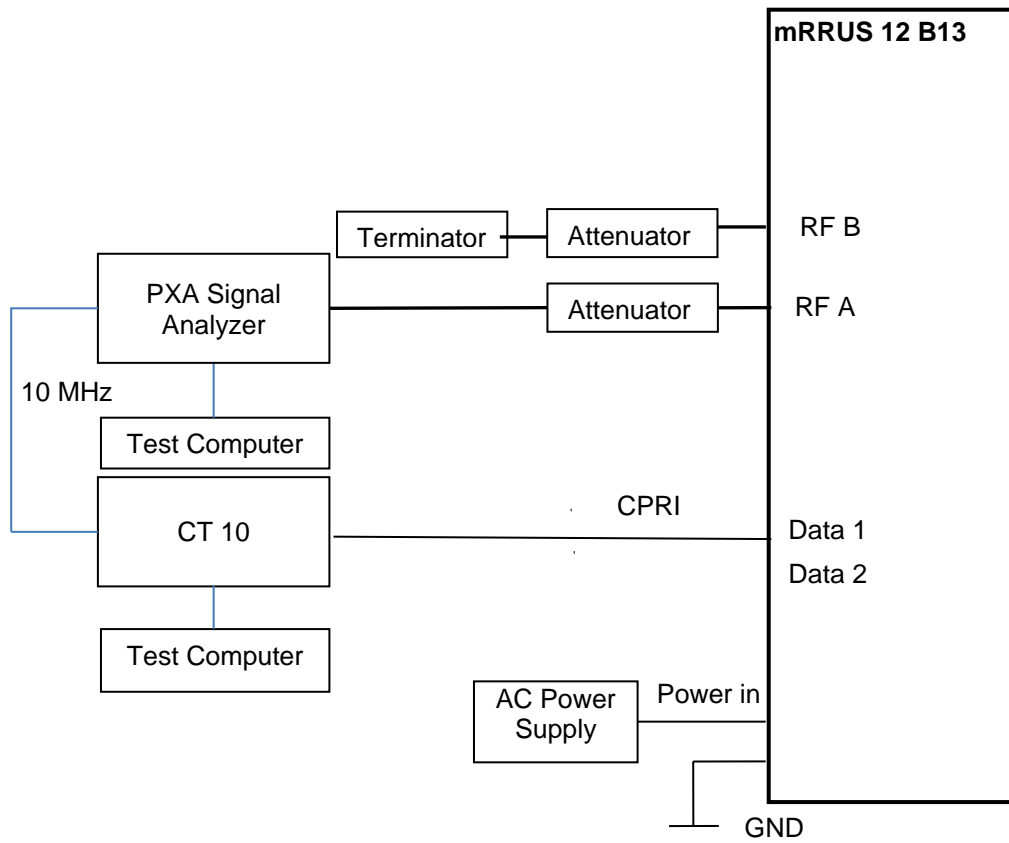 mRRUS 12 B13
Terminator
Attenuator
RF B
PXA Signal
Analyzer
Attenuator
RF A
10 MHz
Test Computer
CT 10
CPRI
Data 1
Data 2
Test Computer
AC Power
Supply
Power in
GND